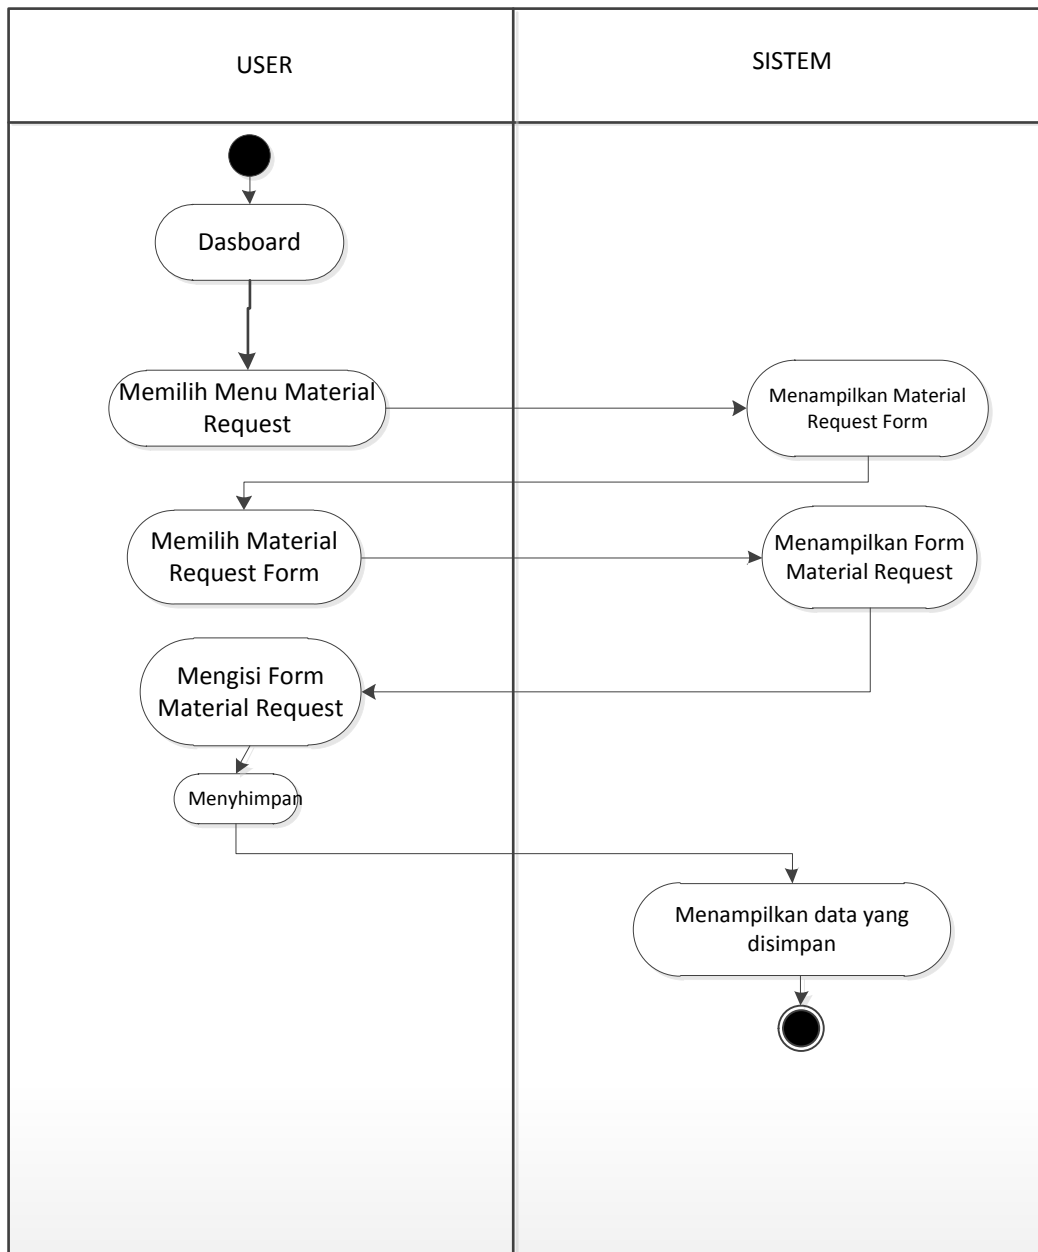 USER
SISTEM
Dasboard
Memilih Menu Material
Request
Menampilkan Material
Request Form
Memilih Material
Request Form
Menampilkan Form
Material Request
Mengisi Form
Material Request
Menyhimpan
Menampilkan data yang
disimpan